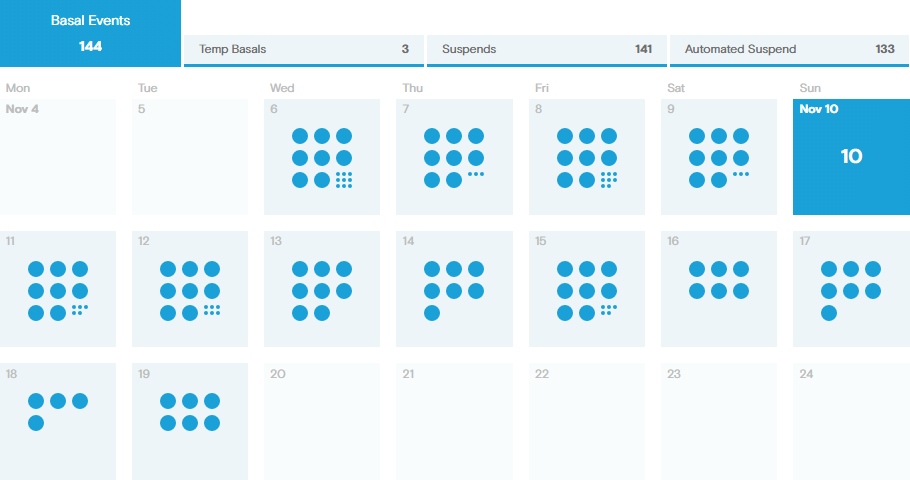 Basal Events
144
Temp Basals 3
Suspends 141
Automated Suspend 133
Mon Tue Wed Thu Fri Sat Sun
Nov 4 5 6 7 8 9 Nov 10
10
11 12 13 14 15 16 17
18 19 20 21 22 23 24